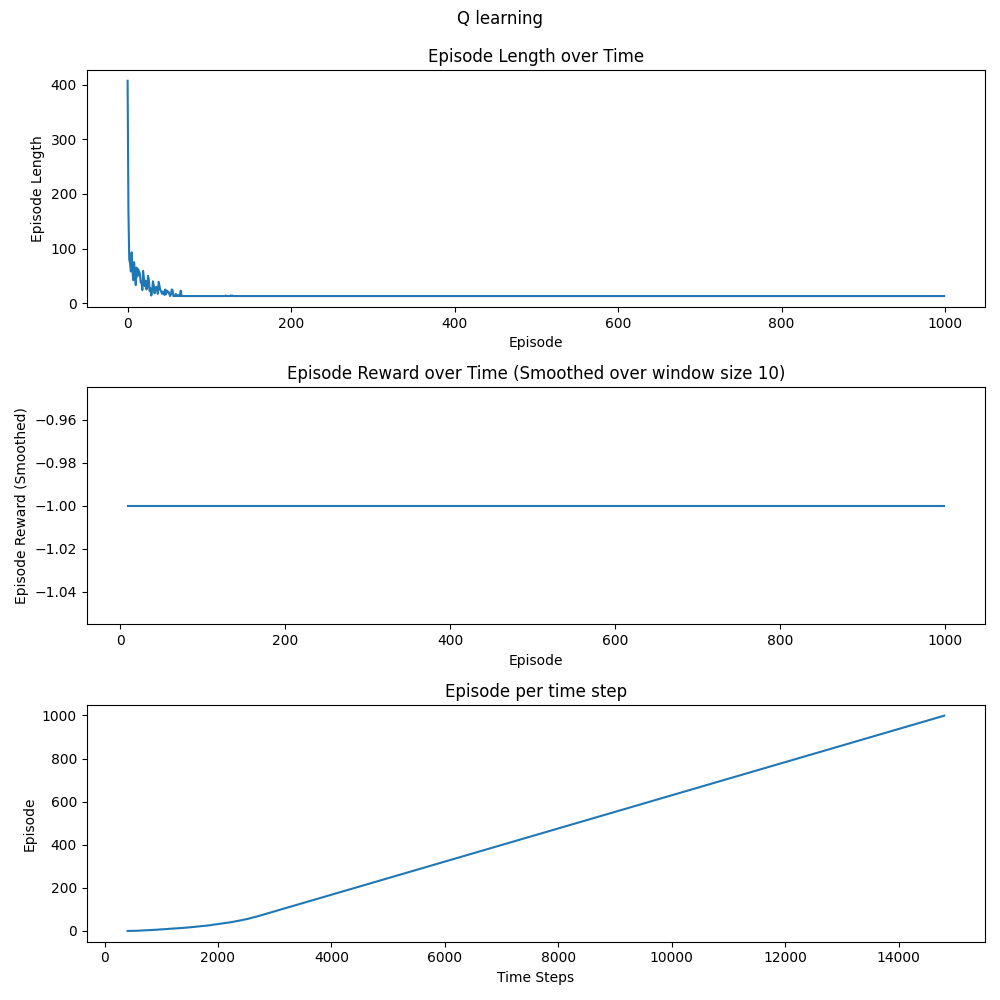 Q learning
Episode Length over Time
400
300
200
100
0
Episode Length
0 200 400 600 800 1000
Episode
Episode Reward over Time (Smoothed over window size 10)
−0.96
−0.98
−1.00
−1.02
−1.04
Episode Reward (Smoothed)
0 200 400 600 800 1000
Episode
Episode per time step
1000
800
600
400
200
0
Episode
0 2000 4000 6000 8000 10000 12000 14000
Time Steps